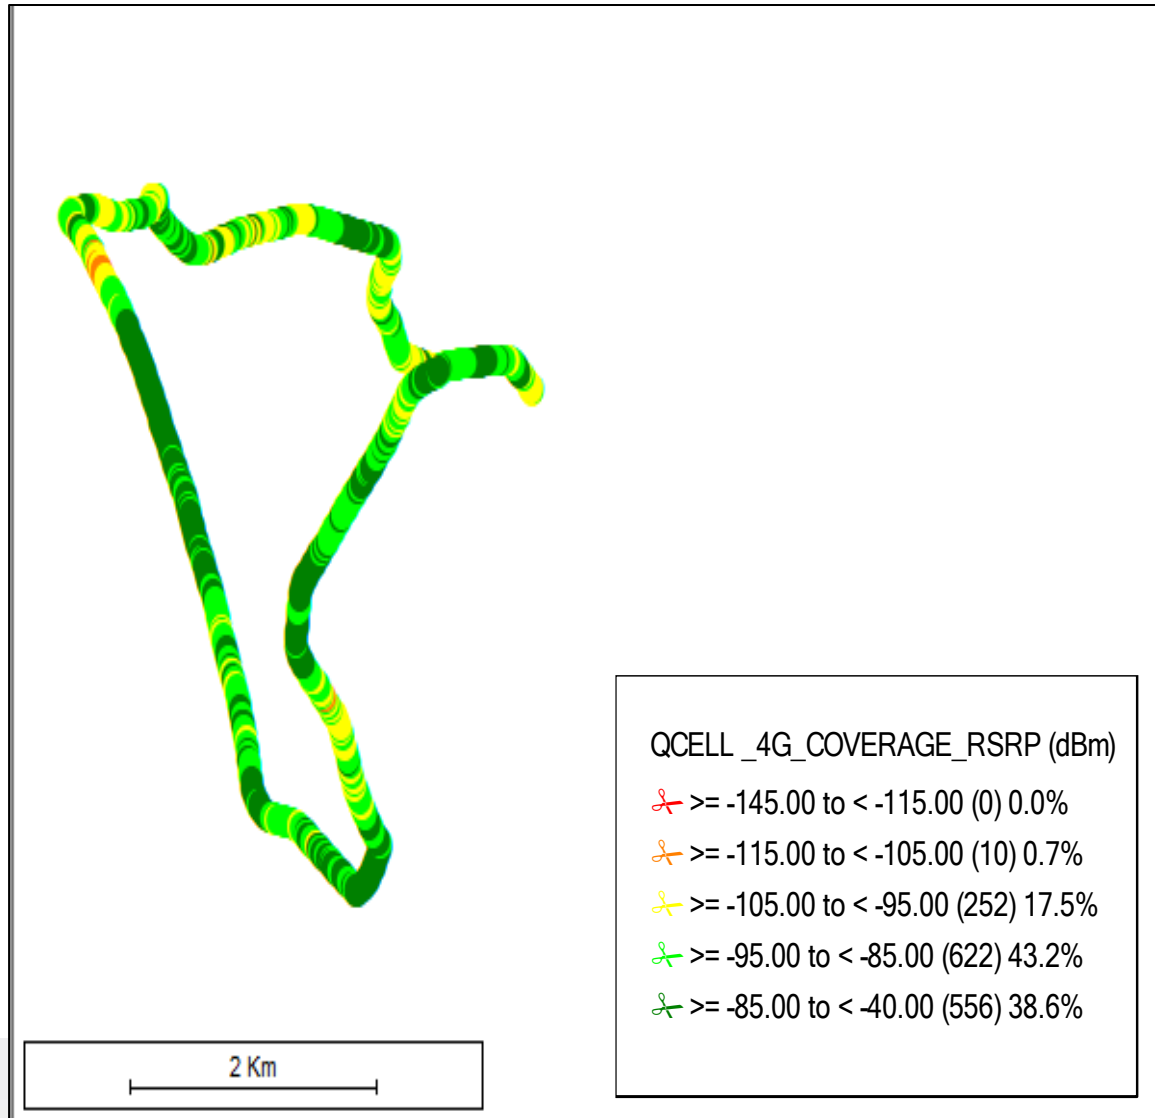 QCELL _4G_COVERAGE_RSRP (dBm)
>= -145.00 to < -115.00 (0) 0.0%
>= -115.00 to < -105.00 (10) 0.7%
>= -105.00 to < -95.00 (252) 17.5%
>= -95.00 to < -85.00 (622) 43.2%
>= -85.00 to < -40.00 (556) 38.6%
2 Km